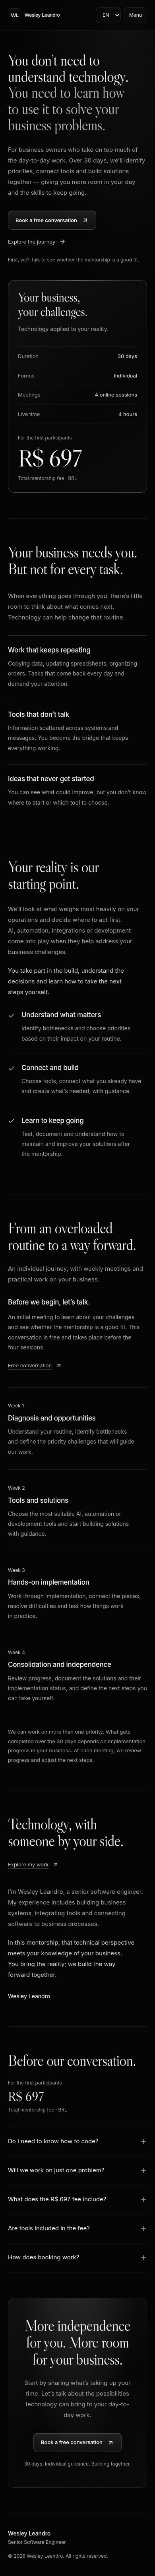 WL Wesley Leandro EN Menu
You don’t need to
understand technology.
You need to learn how
to use it to solve your
business problems.
For business owners who take on too much of
the day-to-day work. Over 30 days, we’ll identify
priorities, connect tools and build solutions
together — giving you more room in your day
and the skills to keep going.
Book a free conversation
Explore the journey
First, we’ll talk to see whether the mentorship is a good fit.
Your business,
your challenges.
Technology applied to your reality.
Duration 30 days
Format Individual
Meetings 4 online sessions
Live time 4 hours
For the first participants
R$ 697
Total mentorship fee · BRL
Your business needs you.
But not for every task.
When everything goes through you, there’s little
room to think about what comes next.
Technology can help change that routine.
Work that keeps repeating
Copying data, updating spreadsheets, organizing
orders. Tasks that come back every day and
demand your attention.
Tools that don’t talk
Information scattered across systems and
messages. You become the bridge that keeps
everything working.
Ideas that never get started
You can see what could improve, but you don’t know
where to start or which tool to choose.
Your reality is our
starting point.
We’ll look at what weighs most heavily on your
operations and decide where to act first.
AI, automation, integrations or development
come into play when they help address your
business challenges.
You take part in the build, understand the
decisions and learn how to take the next
steps yourself.
Understand what matters
Identify bottlenecks and choose priorities
based on their impact on your routine.
Connect and build
Choose tools, connect what you already have
and create what’s needed, with guidance.
Learn to keep going
Test, document and understand how to
maintain and improve your solutions after
the mentorship.
From an overloaded
routine to a way forward.
An individual journey, with weekly meetings and
practical work on your business.
Before we begin, let’s talk.
An initial meeting to learn about your challenges
and see whether the mentorship is a good fit. This
conversation is free and takes place before the
four sessions.
Free conversation
Week 1
Diagnosis and opportunities
Understand your routine, identify bottlenecks
and define the priority challenges that will guide
our work.
Week 2
Tools and solutions
Choose the most suitable AI, automation or
development tools and start building solutions
with guidance.
Week 3
Hands-on implementation
Work through implementation, connect the pieces,
resolve difficulties and test how things work
in practice.
Week 4
Consolidation and independence
Review progress, document the solutions and their
implementation status, and define the next steps you
can take yourself.
We can work on more than one priority. What gets
completed over the 30 days depends on implementation
progress in your business. At each meeting, we review
progress and adjust the next steps.
Technology, with
someone by your side.
Explore my work
I’m Wesley Leandro, a senior software engineer.
My experience includes building business
systems, integrating tools and connecting
software to business processes.
In this mentorship, that technical perspective
meets your knowledge of your business.
You bring the reality; we build the way
forward together.
Wesley Leandro
Before our conversation.
For the first participants
R$ 697
Total mentorship fee · BRL
Do I need to know how to code?
Will we work on just one problem?
What does the R$ 697 fee include?
Are tools included in the fee?
How does booking work?
More independence
for you. More room
for your business.
Start by sharing what’s taking up your
time. Let’s talk about the possibilities
technology can bring to your day-to-
day work.
Book a free conversation
30 days. Individual guidance. Building together.
Wesley Leandro
Senior Software Engineer
© 2026 Wesley Leandro. All rights reserved.